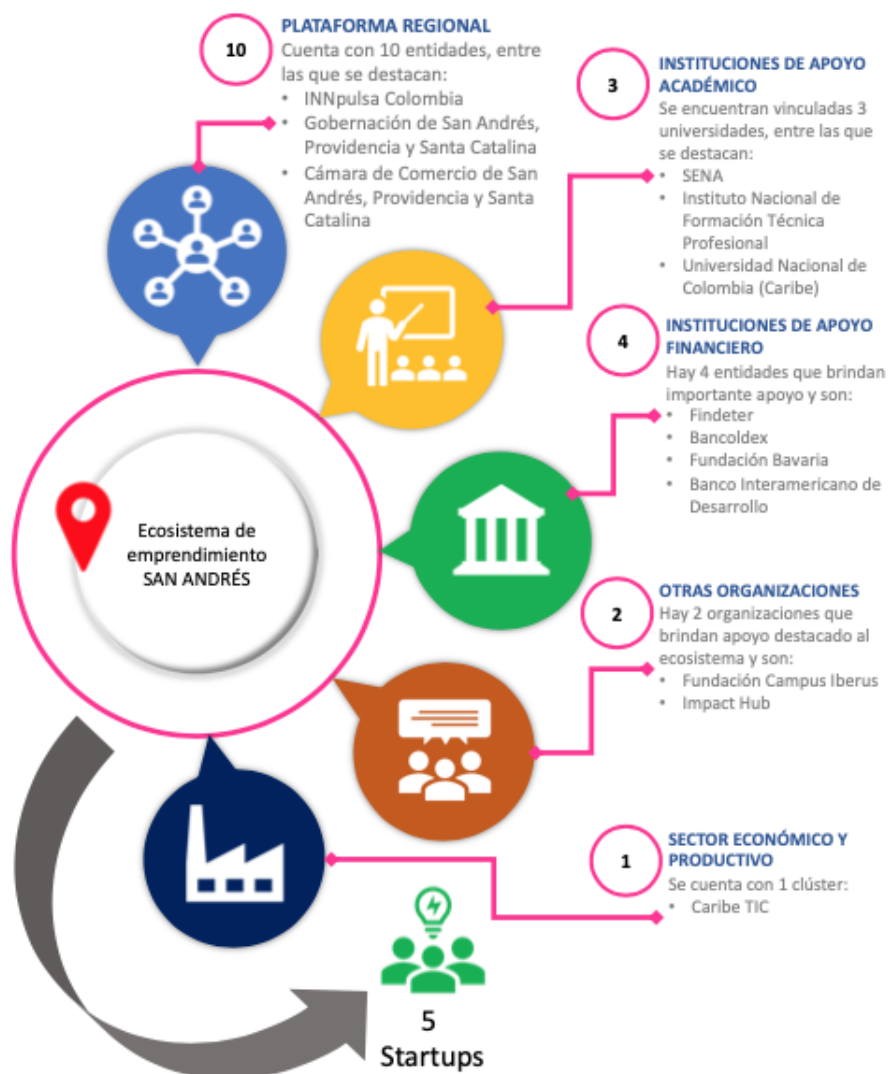 10
PLATAFORMA REGIONAL
Cuenta con 10 entidades, entre
las que se destacan:
• INNpulsa Colombia
• Gobernación de San Andrés,
Providencia y Santa Catalina
• Cámara de Comercio de San
Andrés, Providencia y Santa
Catalina
3
INSTITUCIONES DE APOYO
ACADÉMICO
Se encuentran vinculadas 3
universidades, entre las que
se destacan:
• SENA
• Instituto Nacional de
Formación Técnica
Profesional
• Universidad Nacional de
Colombia (Caribe)
4
INSTITUCIONES DE APOYO
FINANCIERO
Hay 4 entidades que brindan
importante apoyo y son:
• Findeter
• Bancoldex
• Fundación Bavaria
• Banco Interamericano de
Desarrollo
Ecosistema de
emprendimiento
SAN ANDRÉS
2
OTRAS ORGANIZACIONES
Hay 2 organizaciones que
brindan apoyo destacado al
ecosistema y son:
• Fundación Campus Iberus
• Impact Hub
1
SECTOR ECONÓMICO Y
PRODUCTIVO
Se cuenta con 1 clúster:
• Caribe TIC
5
Startups